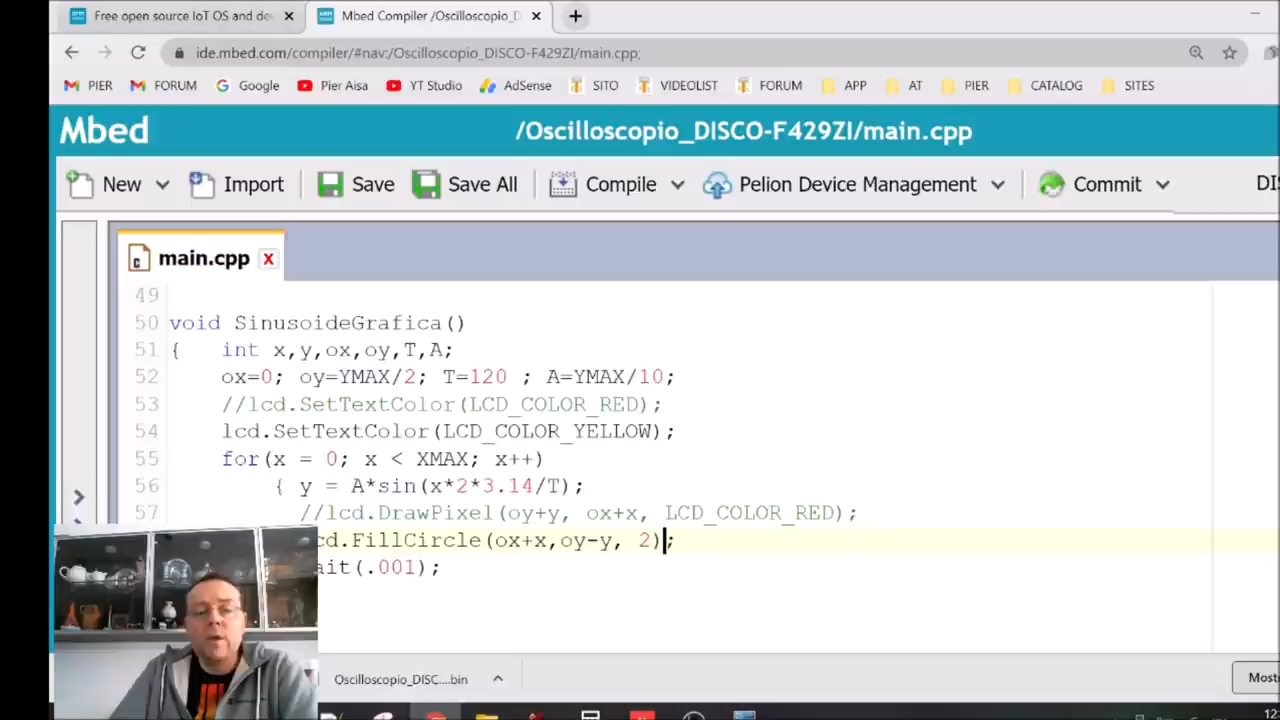 Free open source IoT OS and de
Mbed Compiler /Oscilloscopio_D
ide.mbed.com/compiler/#nav:/Oscilloscopio_DISCO-F429ZI/main.cpp;
PIER FORUM Google Pier Aisa YT Studio AdSense SITO VIDEOLIST FORUM APP AT PIER CATALOG SITES
Mbed /Oscilloscopio_DISCO-F429ZI/main.cpp
New Import Save Save All Compile Pelion Device Management Commit DI
main.cpp x
49
50 void SinusoideGrafica()
51 { int x,y,ox,oy,T,A;
52 ox=0; oy=YMAX/2; T=120 ; A=YMAX/10;
53 //lcd.SetTextColor(LCD_COLOR_RED);
54 lcd.SetTextColor(LCD_COLOR_YELLOW);
55 for(x = 0; x < XMAX; x++)
56 { y = A*sin(x*2*3.14/T);
57 //lcd.DrawPixel(oy+y, ox+x, LCD_COLOR_RED);
cd.FillCircle(ox+x,oy-y, 2);
ait(.001);
Oscilloscopio_DISC....bin
Most